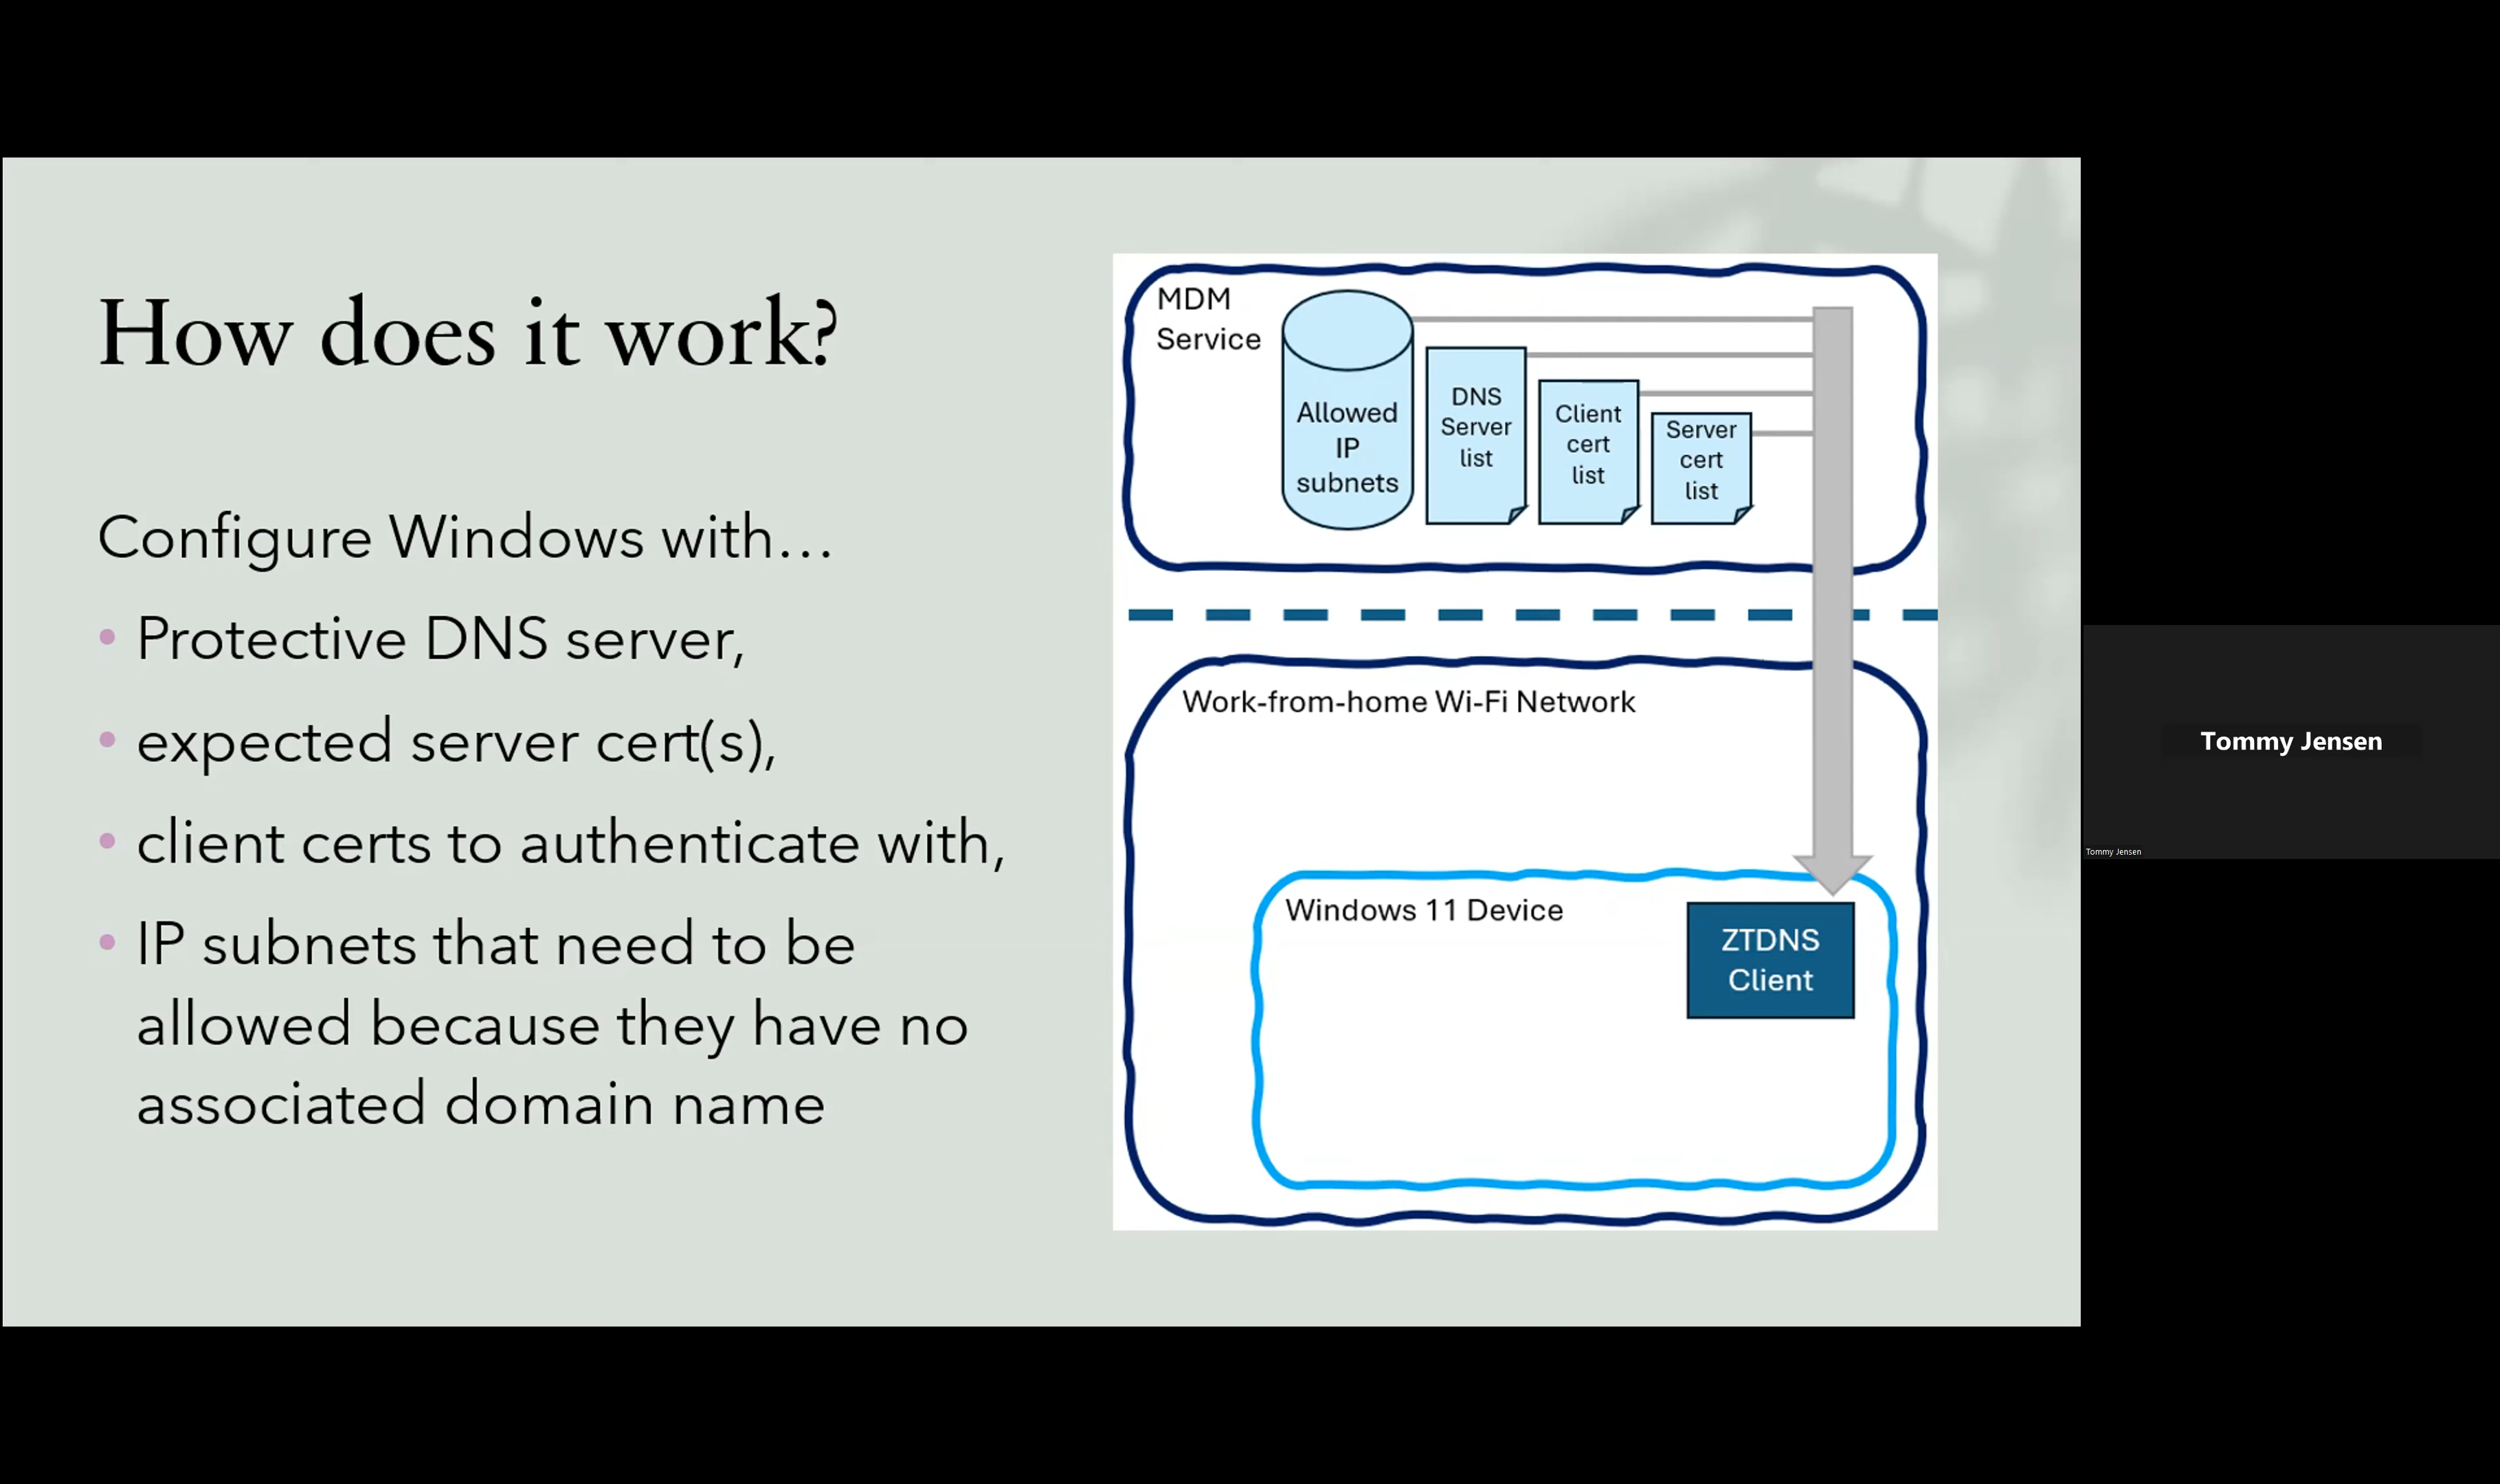 How does it work?
Configure Windows with…
• Protective DNS server,
• expected server cert(s),
• client certs to authenticate with,
• IP subnets that need to be
allowed because they have no
associated domain name
MDM
Service
Allowed
IP
subnets
DNS
Server
list
Client
cert
list
Server
cert
list
Work-from-home Wi-Fi Network
Windows 11 Device
ZTDNS
Client
Tommy Jensen
Tommy Jensen